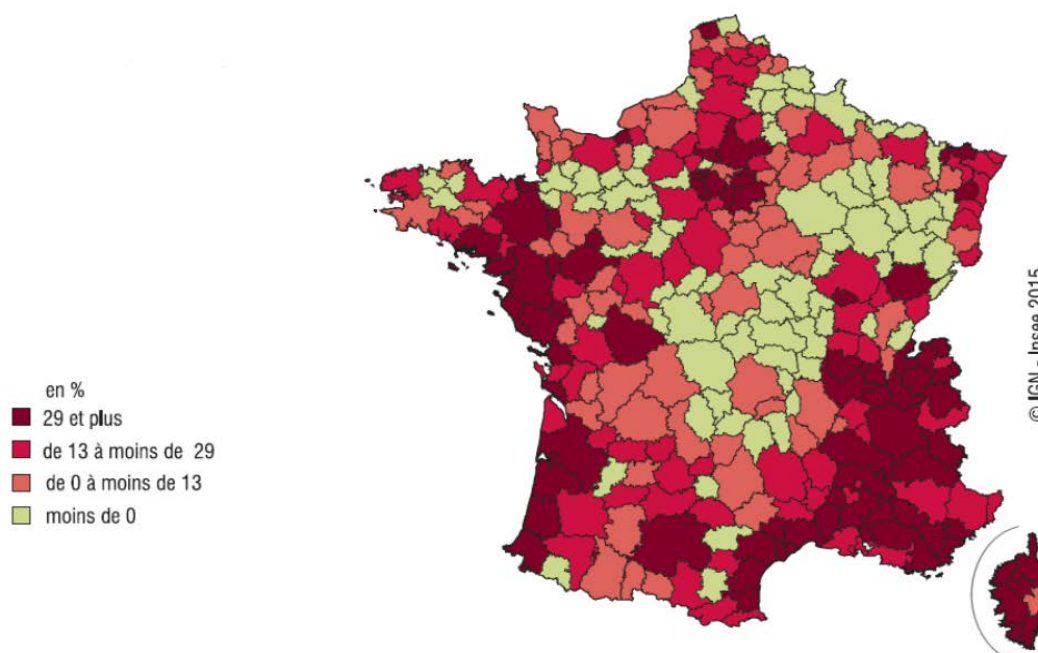 en %
29 et plus
de 13 à moins de 29
de 0 à moins de 13
moins de 0
© IGN - Insee 2015